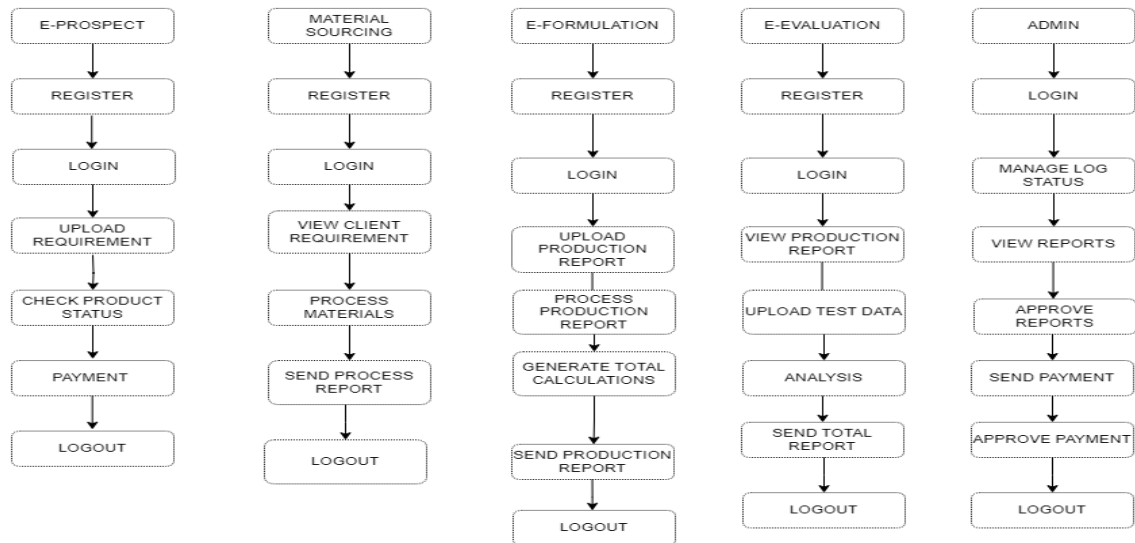 E-PROSPECT
REGISTER
LOGIN
UPLOAD
REQUIREMENT
CHECK PRODUCT
STATUS
PAYMENT
LOGOUT
MATERIAL
SOURCING
REGISTER
LOGIN
VIEW CLIENT
REQUIREMENT
PROCESS
MATERIALS
SEND PROCESS
REPORT
LOGOUT
E-FORMULATION
REGISTER
LOGIN
UPLOAD
PRODUCTION
REPORT
PROCESS
PRODUCTION
REPORT
GENERATE TOTAL
CALCULATIONS
SEND PRODUCTION
REPORT
LOGOUT
E-EVALUATION
REGISTER
LOGIN
VIEW PRODUCTION
REPORT
UPLOAD TEST DATA
ANALYSIS
SEND TOTAL
REPORT
LOGOUT
ADMIN
LOGIN
MANAGE LOG
STATUS
VIEW REPORTS
APPROVE
REPORTS
SEND PAYMENT
APPROVE PAYMENT
LOGOUT